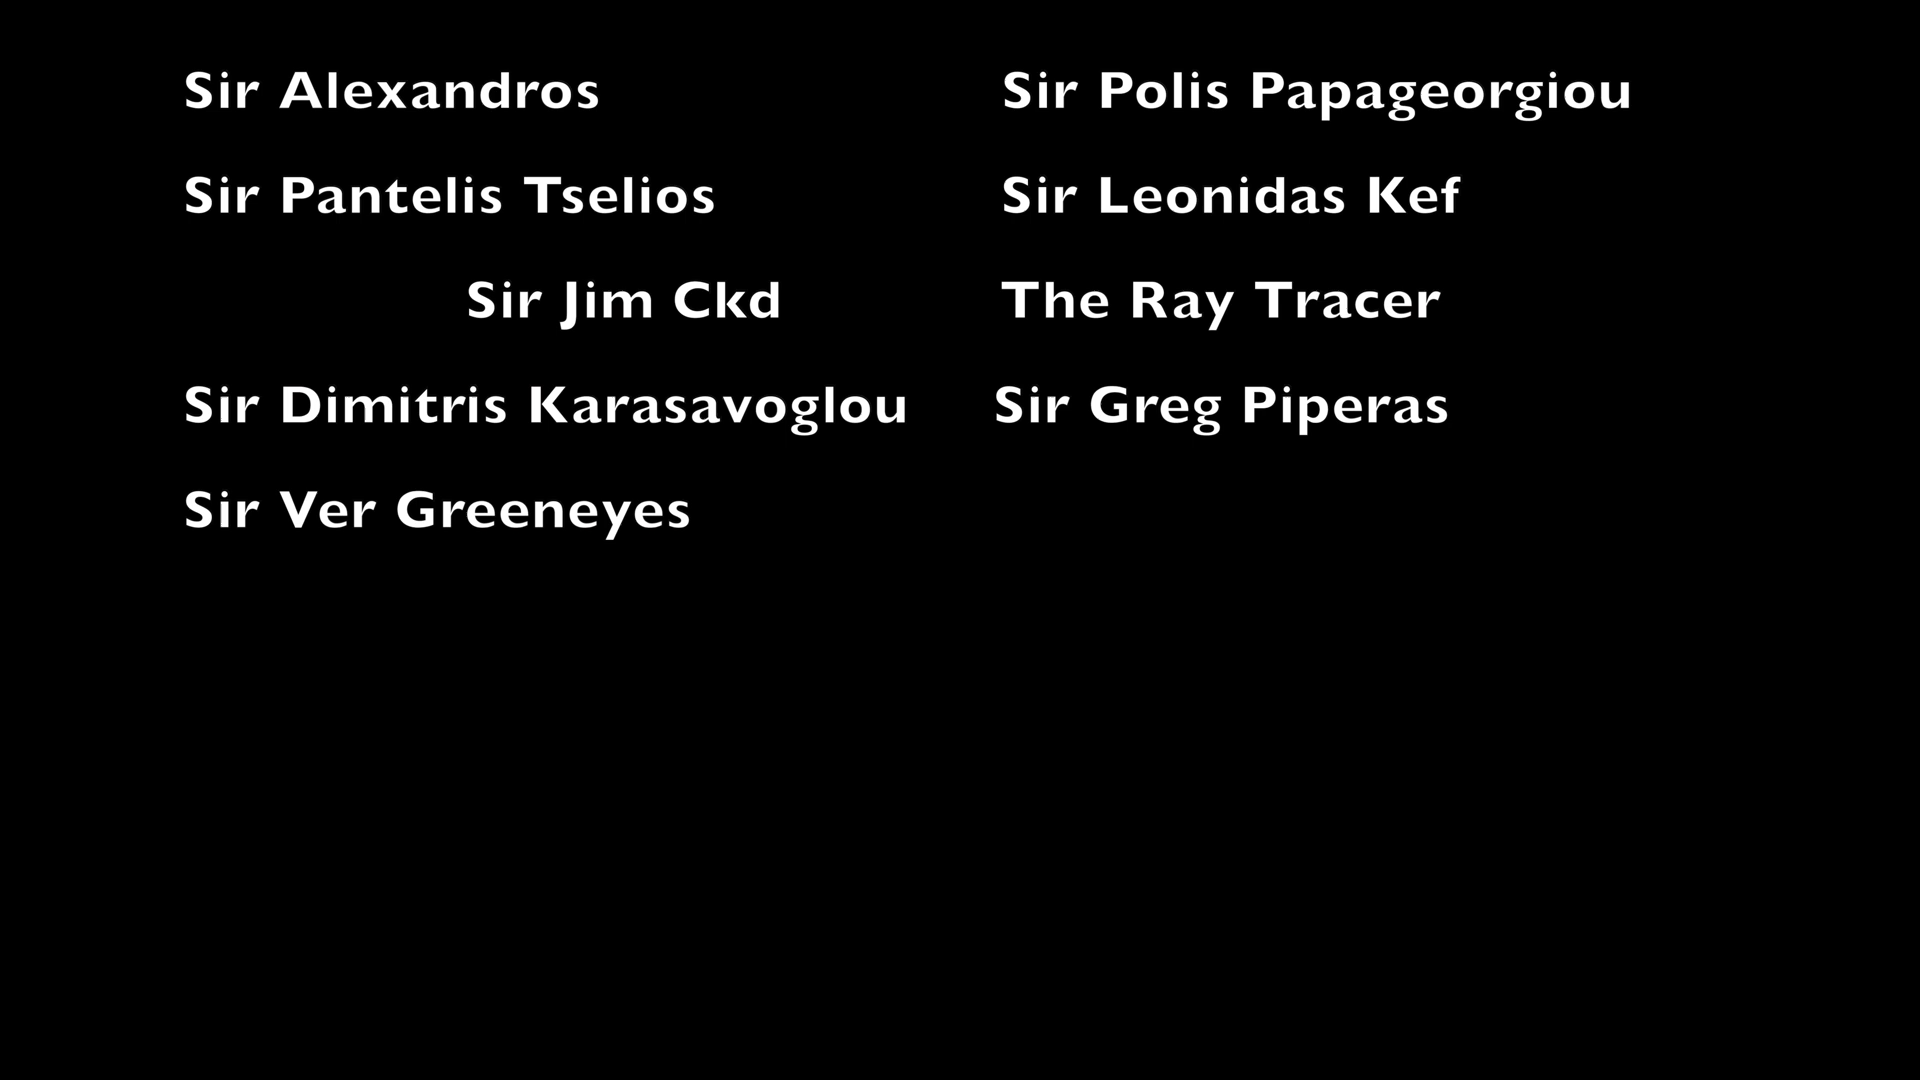 Sir Alexandros Sir Polis Papageorgiou
Sir Pantelis Tselios Sir Leonidas Kef
Sir Jim Ckd The Ray Tracer
Sir Dimitris Karasavoglou Sir Greg Piperas
Sir Ver Greeneyes